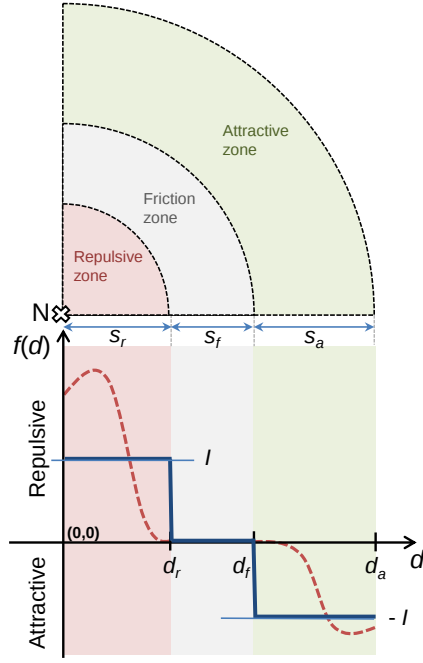 Attractive
zone
Friction
zone
Repulsive
zone
N
s_r
s_f
s_a
f(d)
Repulsive
I
(0,0)
d_r
d_f
d_a
d
Attractive
- I